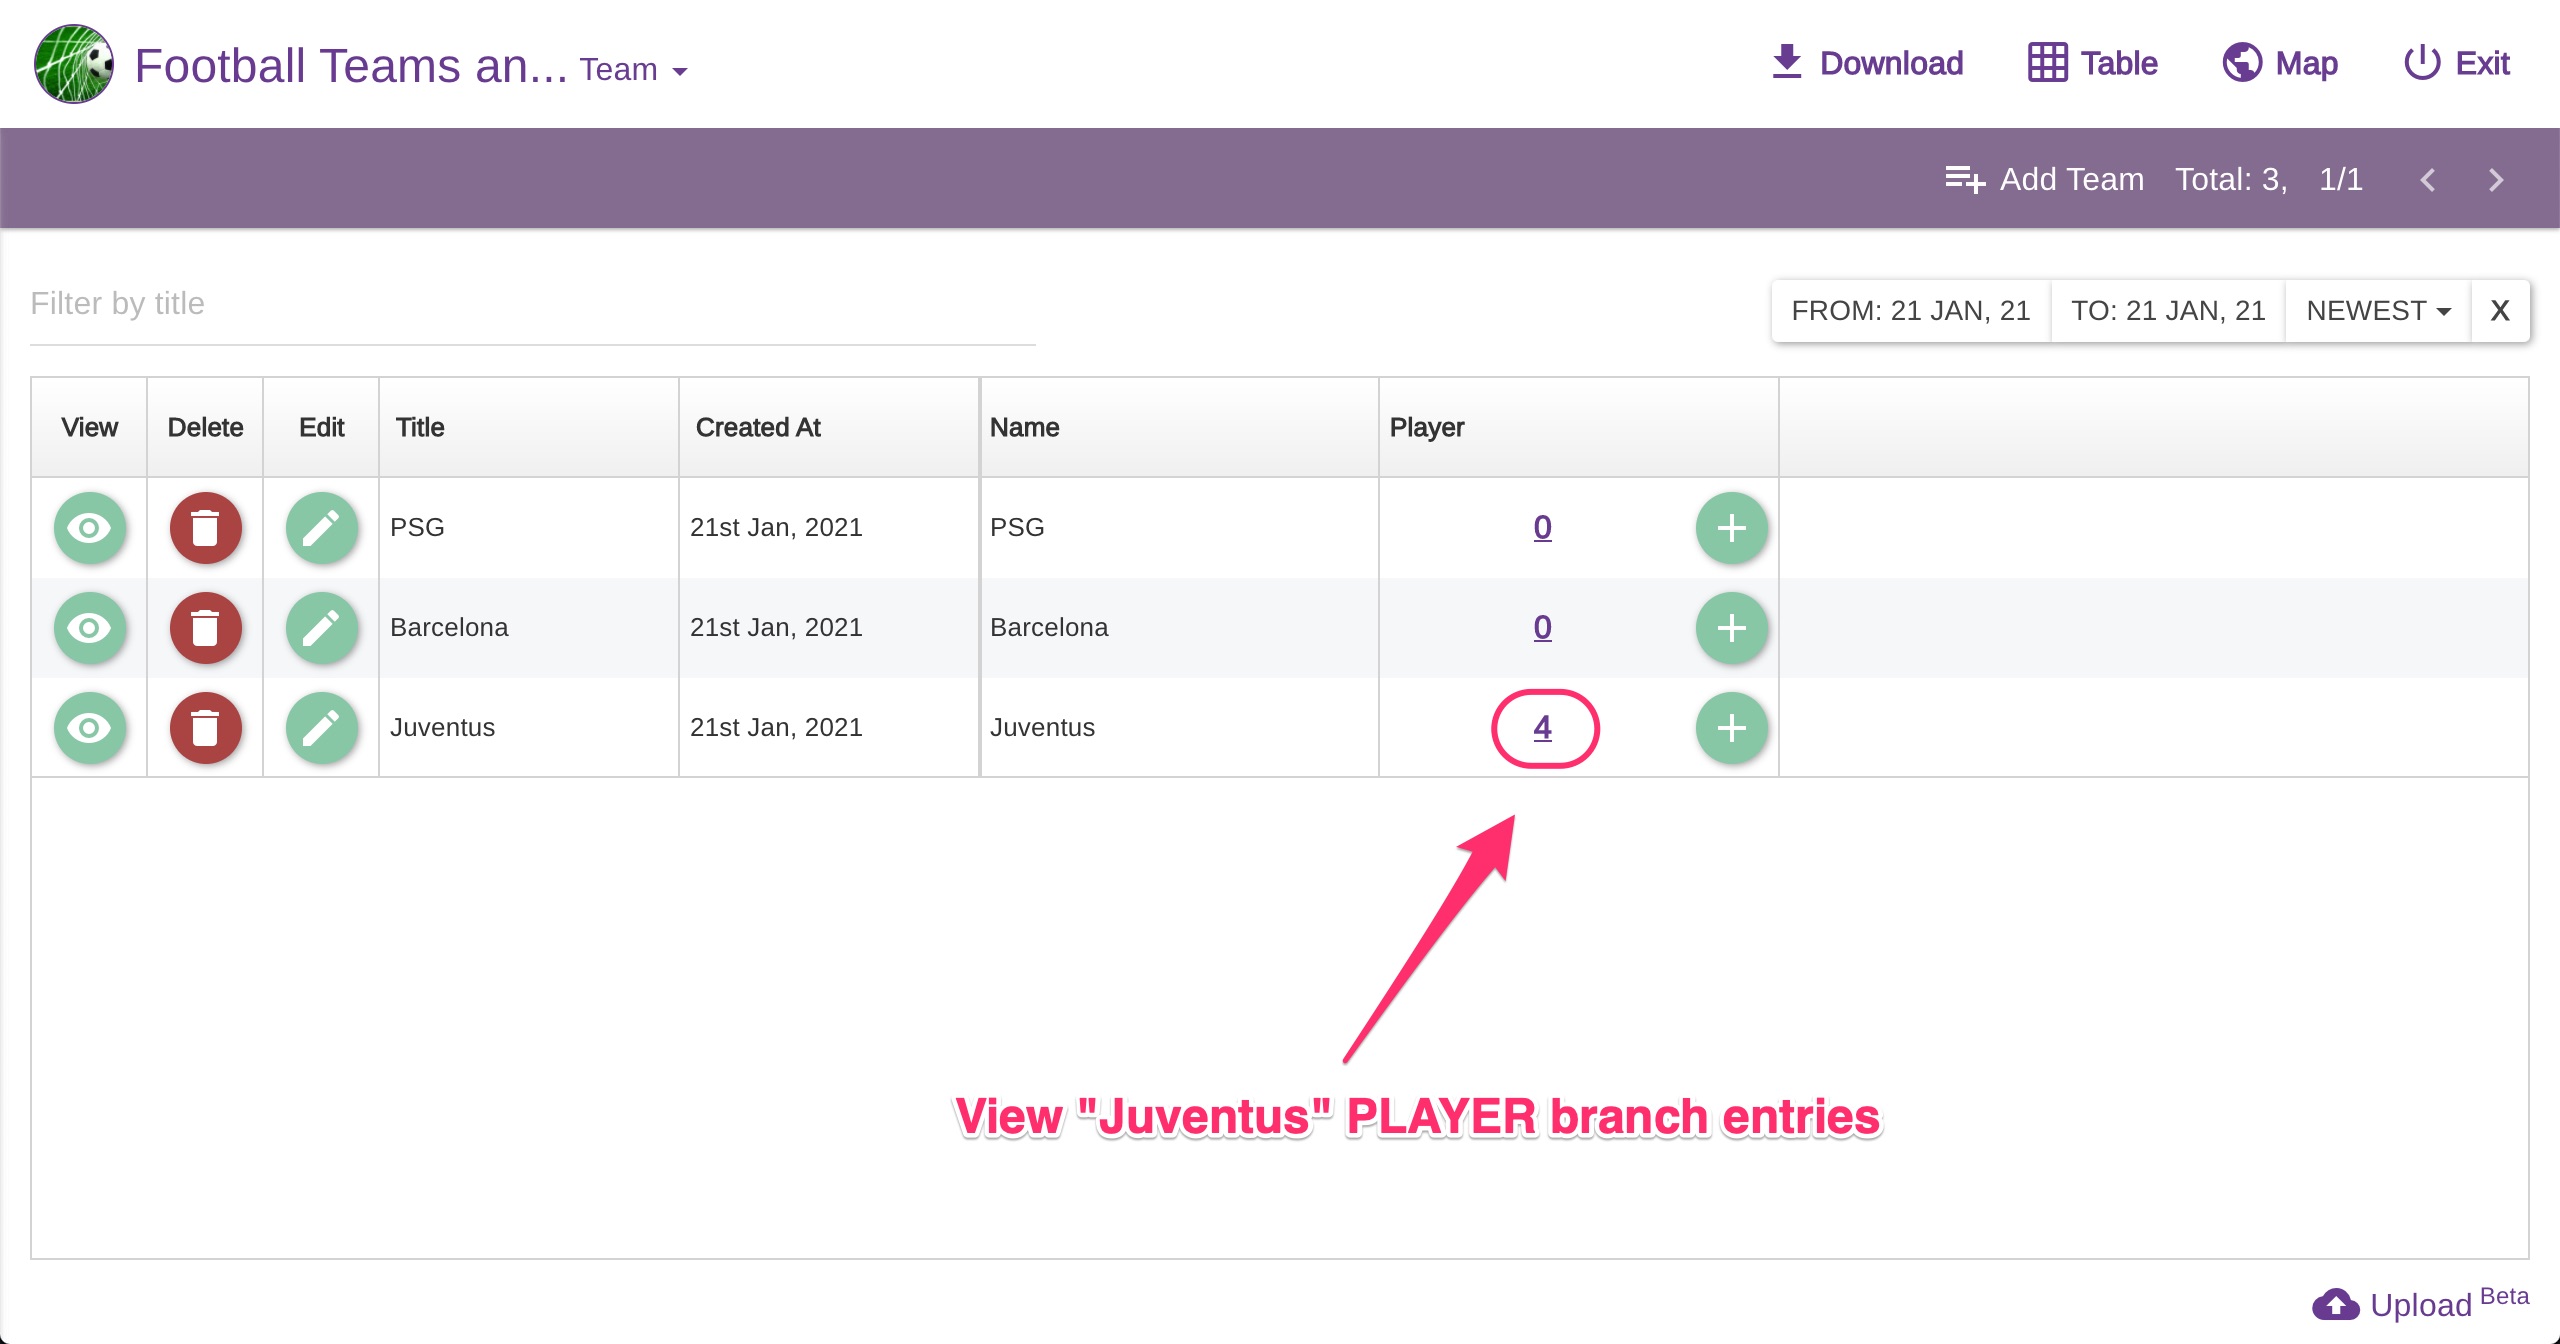 Football Teams an... Team
Download Table Map Exit
Add Team Total: 3, 1/1
Filter by title
FROM: 21 JAN, 21 TO: 21 JAN, 21 NEWEST X
View Delete Edit Title Created At Name Player
PSG 21st Jan, 2021 PSG 0
Barcelona 21st Jan, 2021 Barcelona 0
Juventus 21st Jan, 2021 Juventus 4
View "Juventus" PLAYER branch entries
Upload Beta